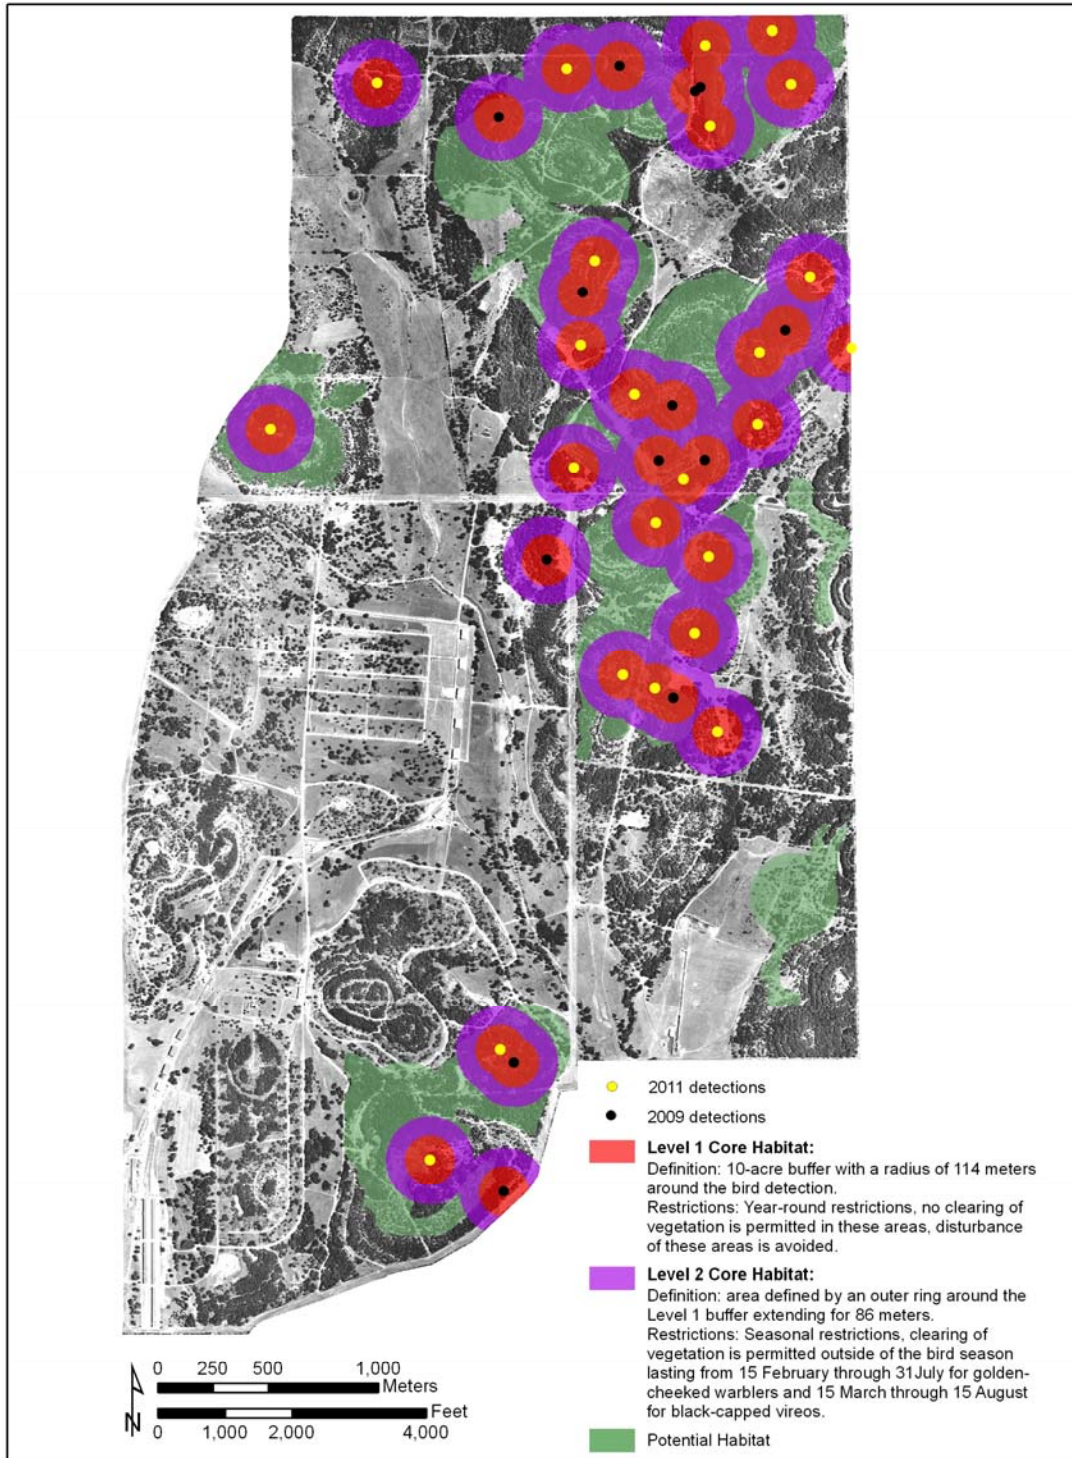 2011 detections
2009 detections
Level 1 Core Habitat:
Definition: 10-acre buffer with a radius of 114 meters
around the bird detection.
Restrictions: Year-round restrictions, no clearing of
vegetation is permitted in these areas, disturbance
of these areas is avoided.
Level 2 Core Habitat:
Definition: area defined by an outer ring around the
Level 1 buffer extending for 86 meters.
Restrictions: Seasonal restrictions, clearing of
vegetation is permitted outside of the bird season
lasting from 15 February through 31July for golden-
cheeked warblers and 15 March through 15 August
for black-capped vireos.
Potential Habitat
0 250 500 1,000
Meters
Feet
0 1,000 2,000 4,000
N